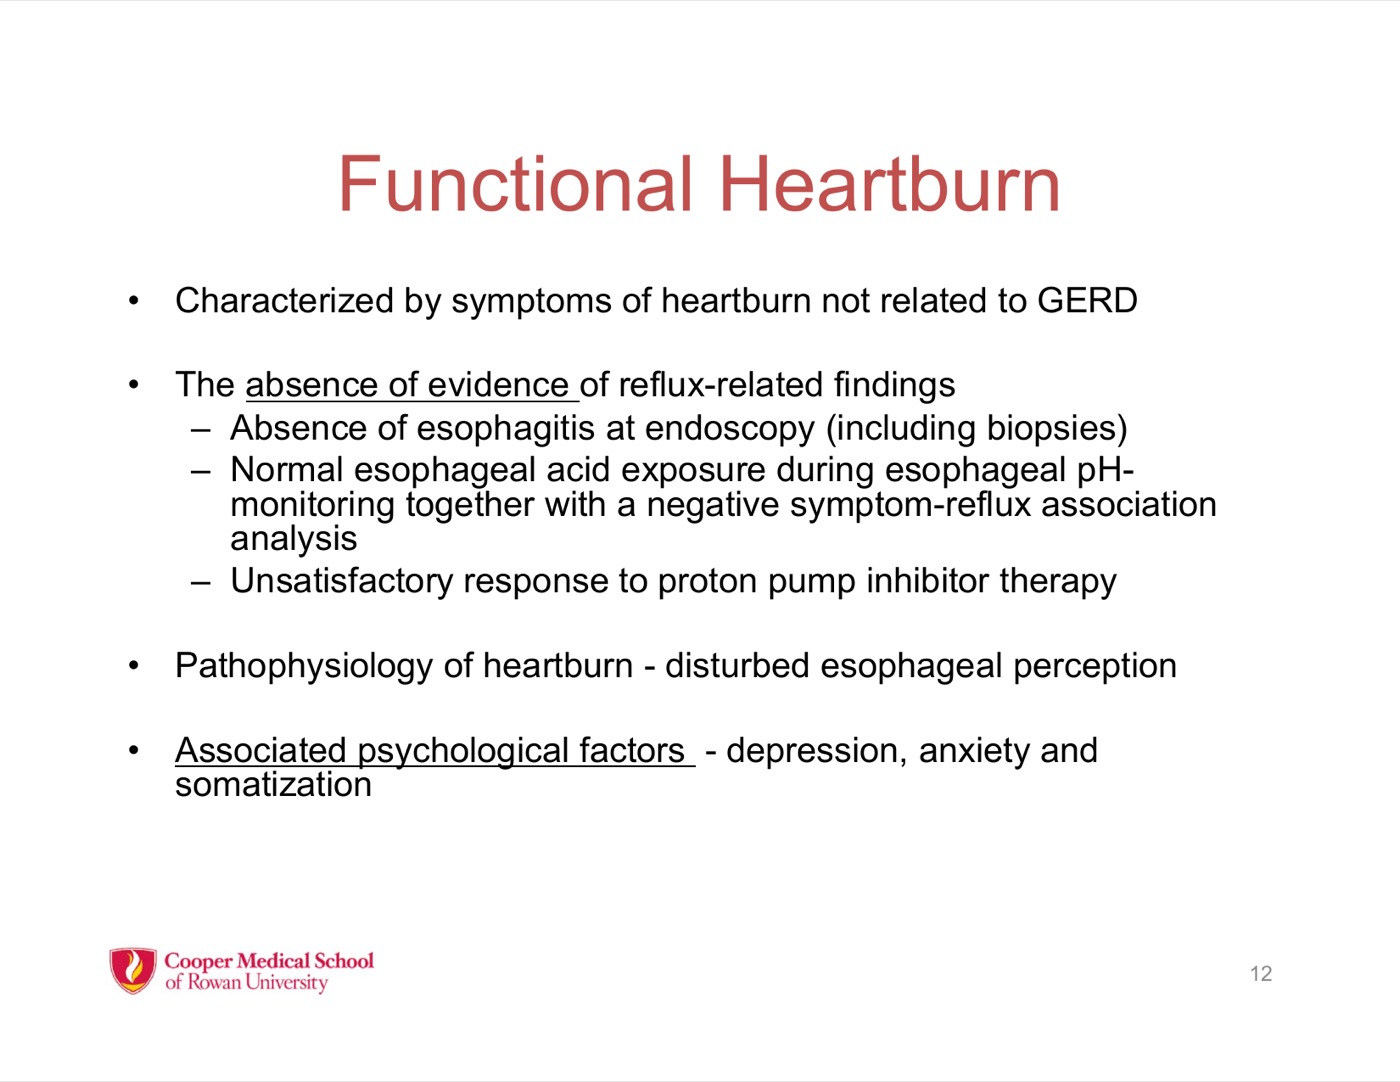 Functional Heartburn
• Characterized by symptoms of heartburn not related to GERD
• The absence of evidence of reflux-related findings
– Absence of esophagitis at endoscopy (including biopsies)
– Normal esophageal acid exposure during esophageal pH-
monitoring together with a negative symptom-reflux association
analysis
– Unsatisfactory response to proton pump inhibitor therapy
• Pathophysiology of heartburn - disturbed esophageal perception
• Associated psychological factors - depression, anxiety and
somatization
Cooper Medical School
of Rowan University
12